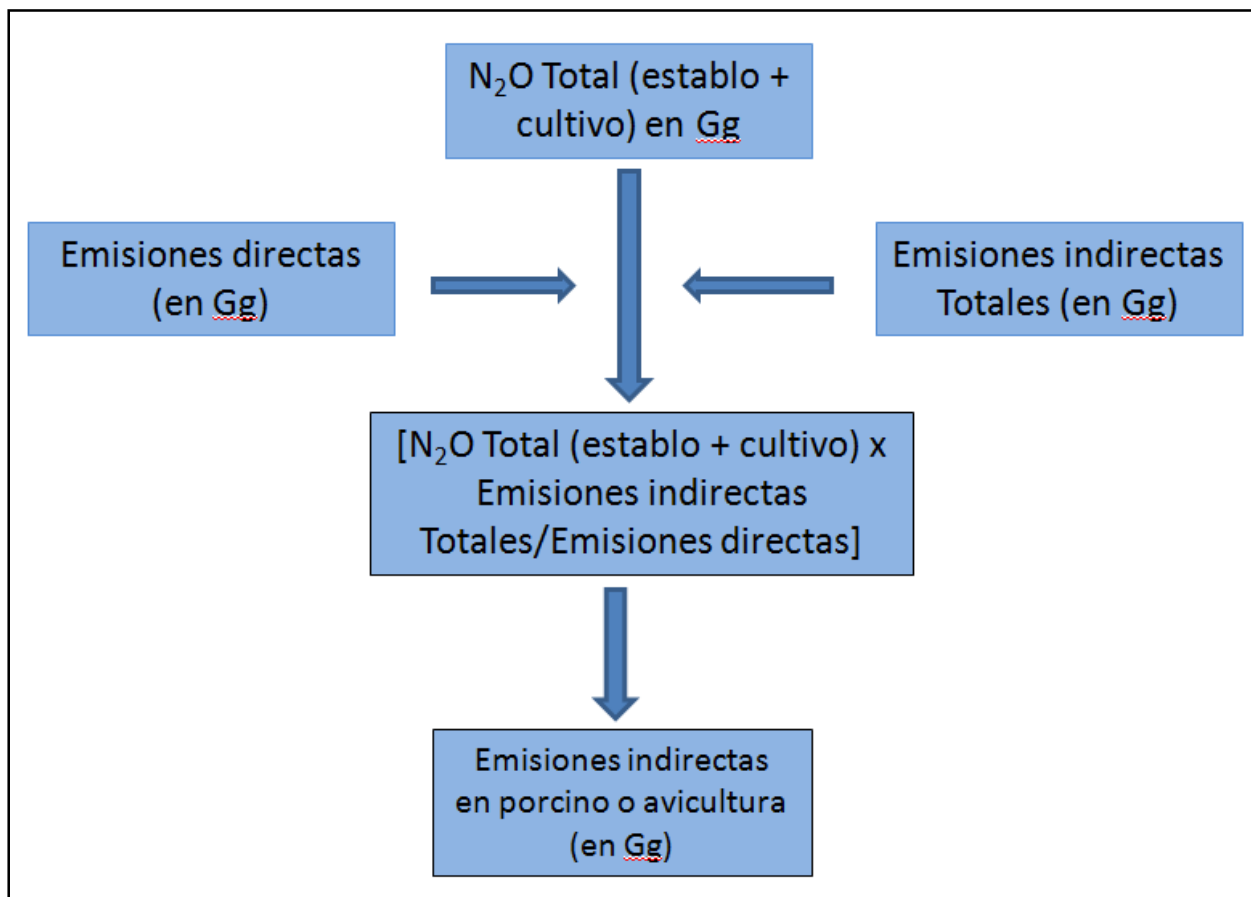 N₂O Total (establo +
cultivo) en Gg
Emisiones directas
(en Gg)
Emisiones indirectas
Totales (en Gg)
[N₂O Total (establo + cultivo) x
Emisiones indirectas
Totales/Emisiones directas]
Emisiones indirectas
en porcino o avicultura
(en Gg)